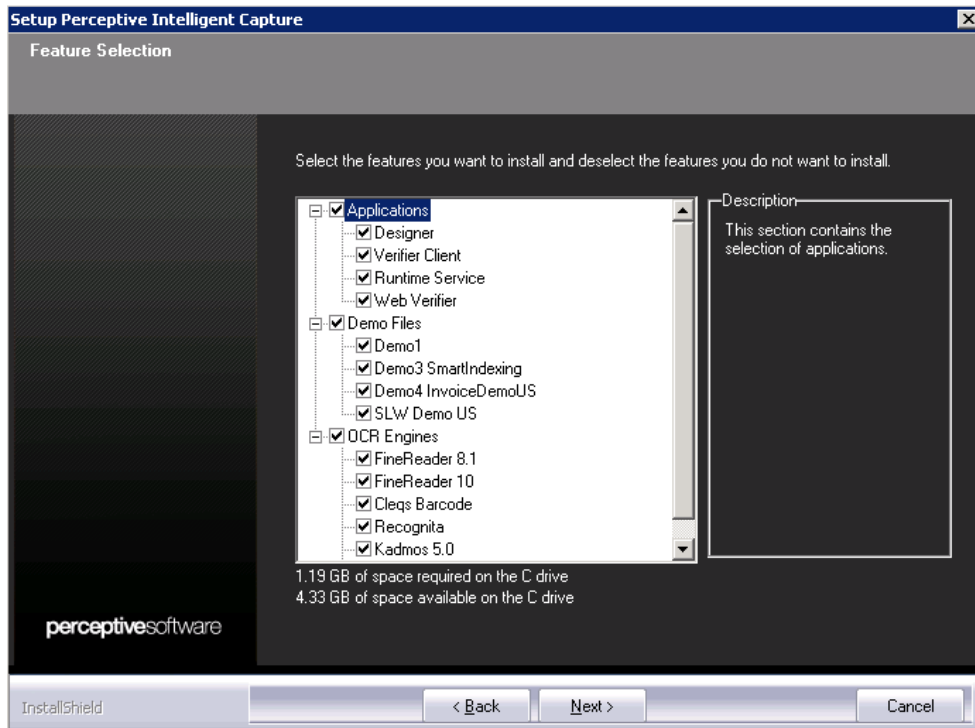 Setup Perceptive Intelligent Capture
Feature Selection
Select the features you want to install and deselect the features you do not want to install.
Applications
Designer
Verifier Client
Runtime Service
Web Verifier
Demo Files
Demo1
Demo3 SmartIndexing
Demo4 InvoiceDemoUS
SLW Demo US
OCR Engines
FineReader 8.1
FineReader 10
Cleqs Barcode
Recognita
Kadmos 5.0
Description
This section contains the
selection of applications.
1.19 GB of space required on the C drive
4.33 GB of space available on the C drive
perceptivesoftware
InstallShield
< Back
Next >
Cancel